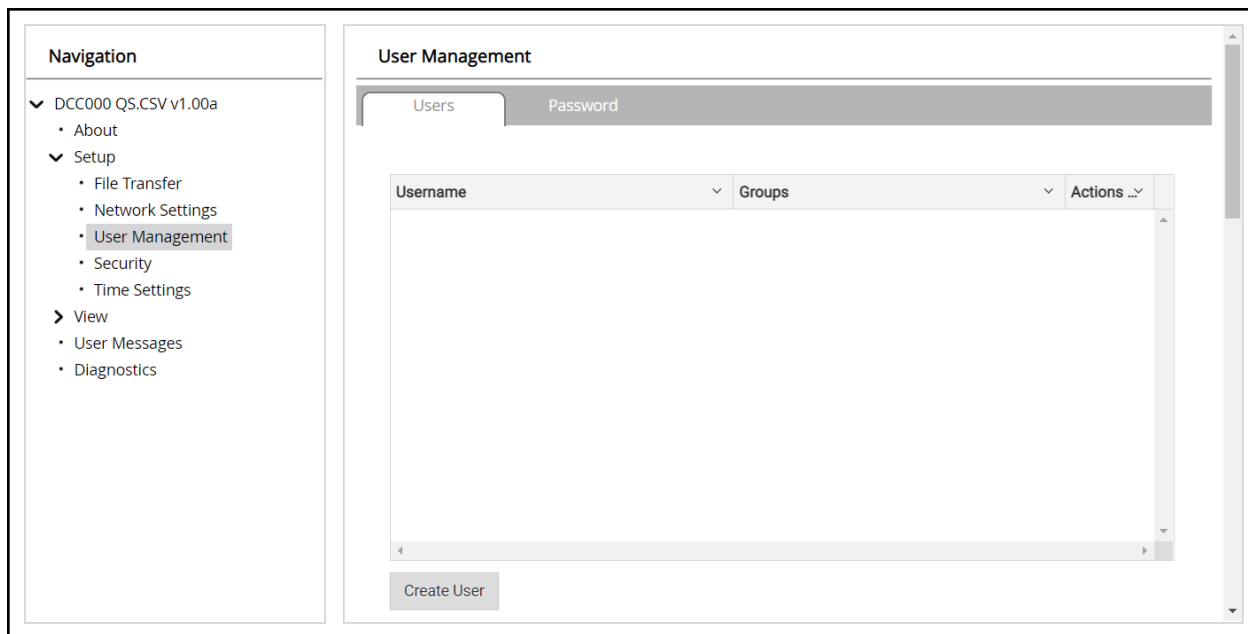 Navigation
DCC000 QS.CSV v1.00a
About
Setup
File Transfer
Network Settings
User Management
Security
Time Settings
View
User Messages
Diagnostics
User Management
Users Password
Username Groups Actions ...
Create User